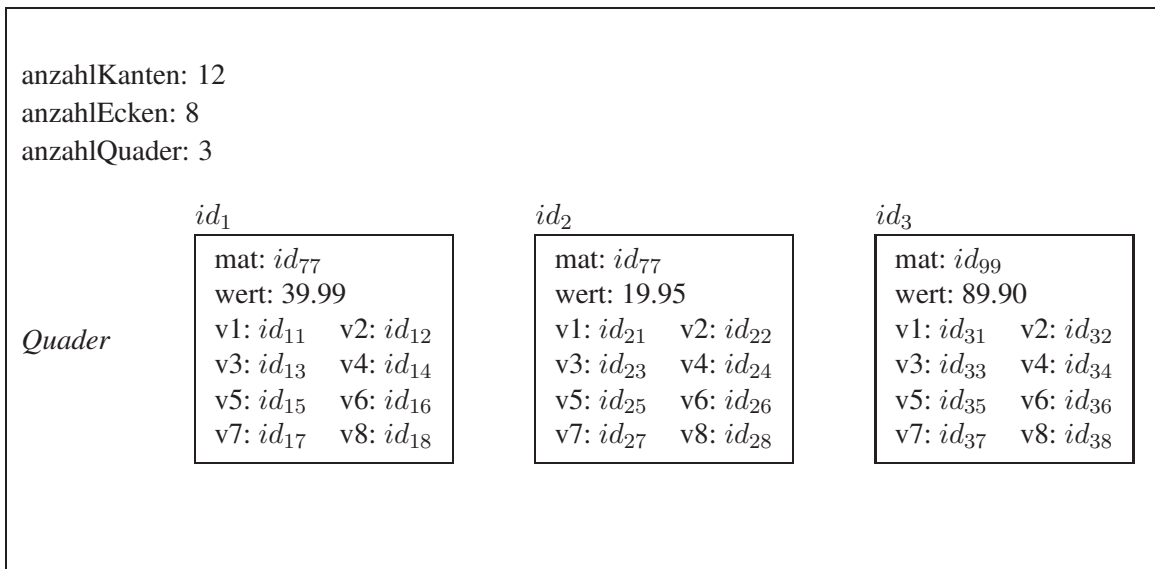 anzahlKanten: 12
anzahlEcken: 8
anzahlQuader: 3
id₁ id₂ id₃
mat: id₇₇ mat: id₇₇ mat: id₉₉
wert: 39.99 wert: 19.95 wert: 89.90
Quader v1: id₁₁ v2: id₁₂ v1: id₂₁ v2: id₂₂ v1: id₃₁ v2: id₃₂
v3: id₁₃ v4: id₁₄ v3: id₂₃ v4: id₂₄ v3: id₃₃ v4: id₃₄
v5: id₁₅ v6: id₁₆ v5: id₂₅ v6: id₂₆ v5: id₃₅ v6: id₃₆
v7: id₁₇ v8: id₁₈ v7: id₂₇ v8: id₂₈ v7: id₃₇ v8: id₃₈